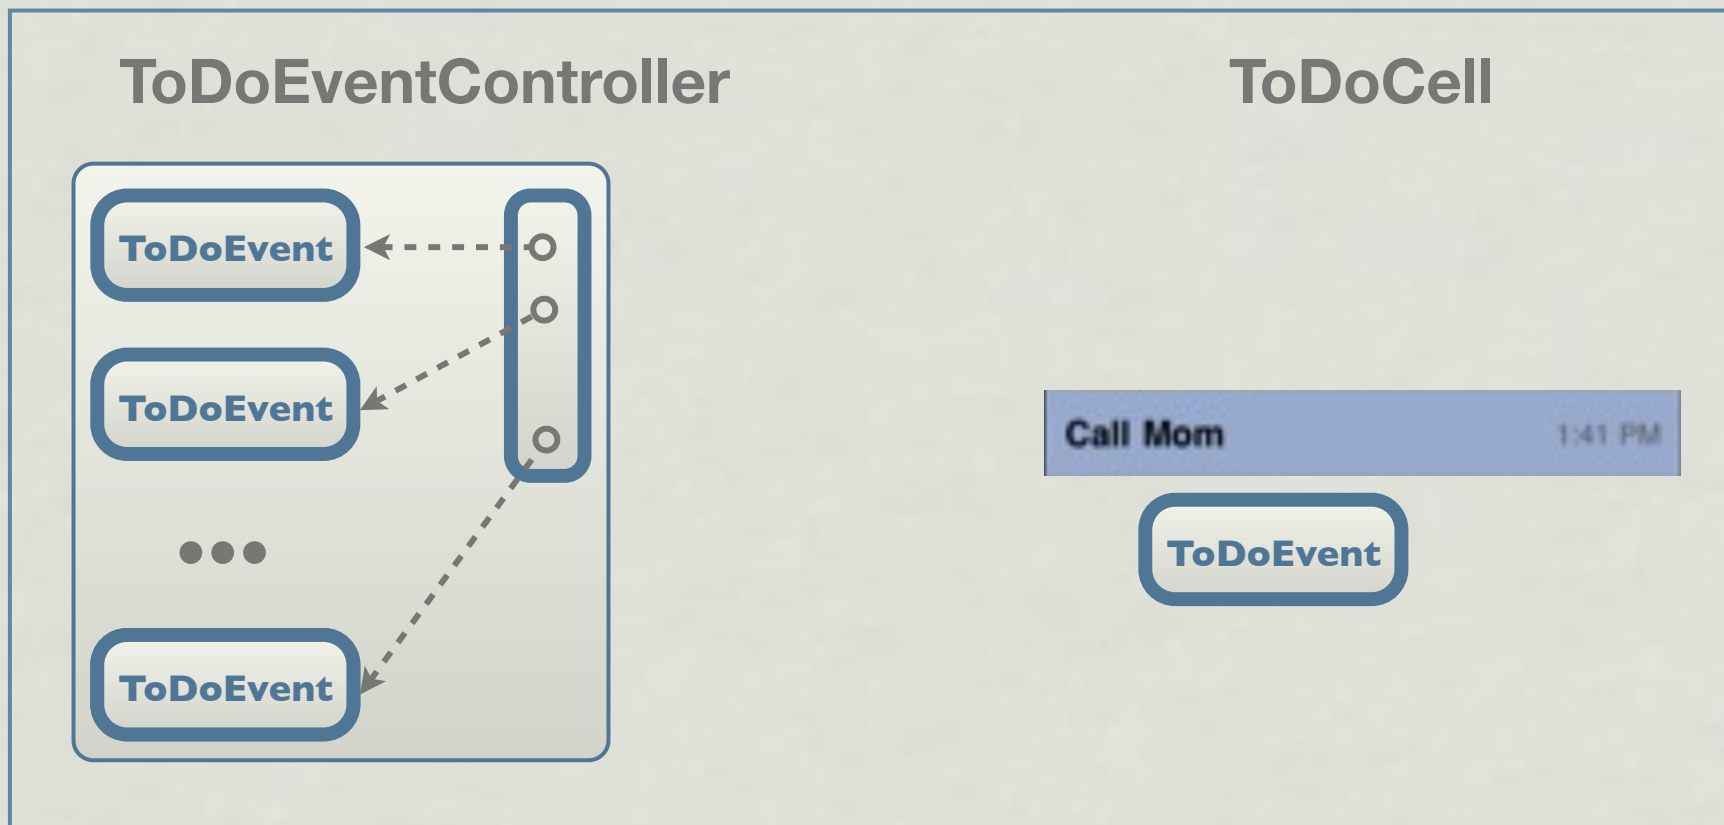 ToDoEventController
ToDoCell
ToDoEvent
ToDoEvent
ToDoEvent
Call Mom
1:41 PM
ToDoEvent